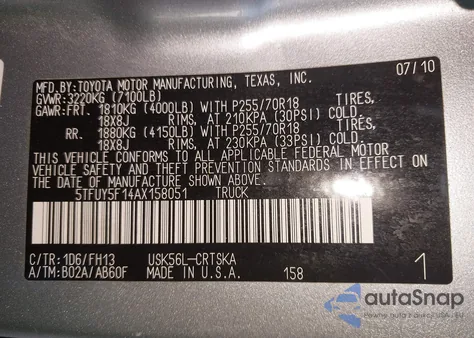 MFD.BY:TOYOTA MOTOR MANUFACTURING, TEXAS, INC. 07/10
GVWR:3220KG (7100LB)
GAWR:FRT. 1810KG (4000LB) WITH P255/70R18 TIRES,
18X8J RIMS, AT 210KPA (30PSI) COLD.
RR. 1880KG (4150LB) WITH P255/70R18 TIRES,
18X8J RIMS, AT 230KPA (33PSI) COLD.
THIS VEHICLE CONFORMS TO ALL APPLICABLE FEDERAL MOTOR
VEHICLE SAFETY AND THEFT PREVENTION STANDARDS IN EFFECT ON
THE DATE OF MANUFACTURE SHOWN ABOVE.
5TFUY5F14AX158051 TRUCK
C/TR:1D6/FH13 USK56L-CRTSKA
A/TM:B02A/AB60F MADE IN U.S.A. 158 1
autoSnap
Pewny auto z USA i EU